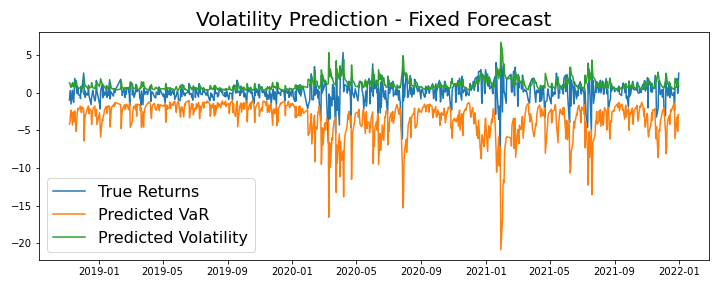 Volatility Prediction - Fixed Forecast
5
0
−5
−10
−15
−20
True Returns
Predicted VaR
Predicted Volatility
2019-01 2019-05 2019-09 2020-01 2020-05 2020-09 2021-01 2021-05 2021-09 2022-01